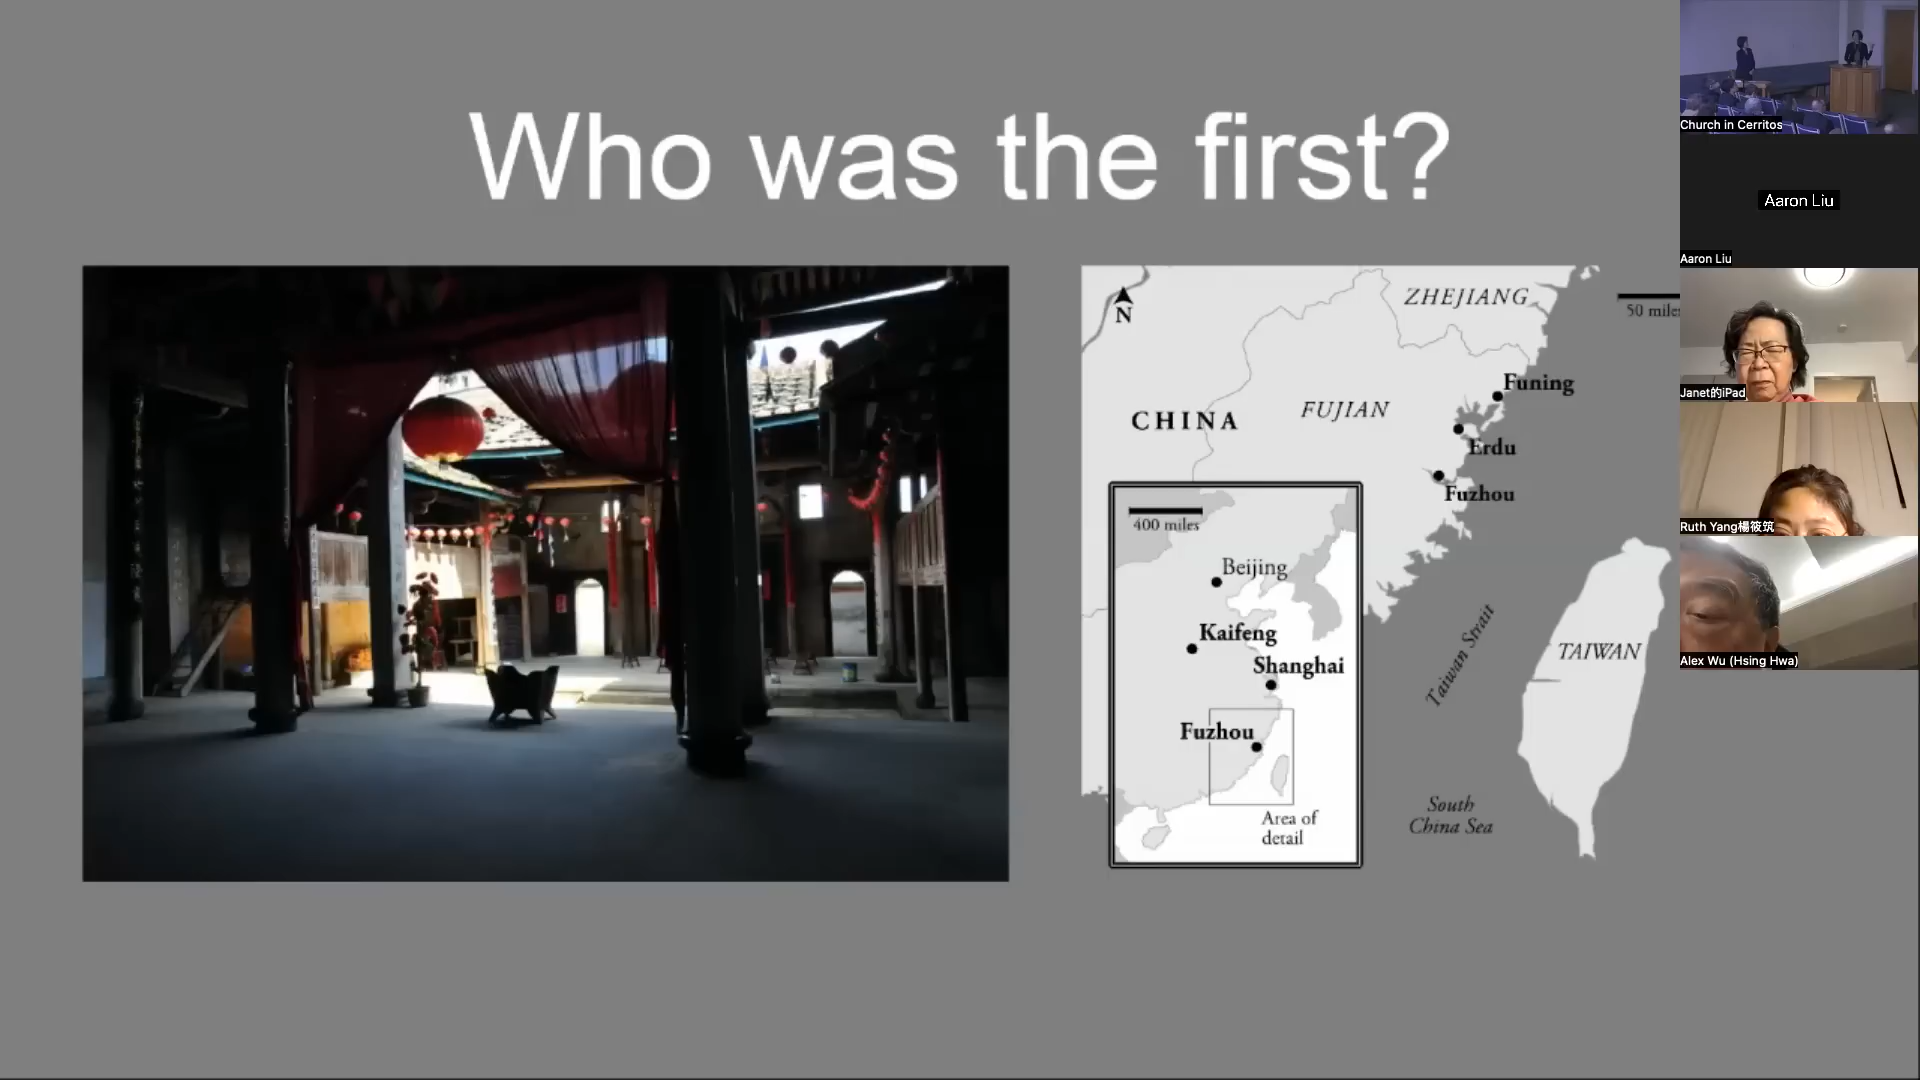 Who was the first?
N
ZHEJIANG
50 mile
Funing
CHINA
FUJIAN
Erdu
Fuzhou
400 miles
Beijing
Kaifeng
Shanghai
Fuzhou
Area of
detail
Taiwan Strait
TAIWAN
South
China Sea
Church in Cerritos
Aaron Liu
Aaron Liu
Janet的iPad
Ruth Yang楊筱筑
Alex Wu (Hsing Hwa)